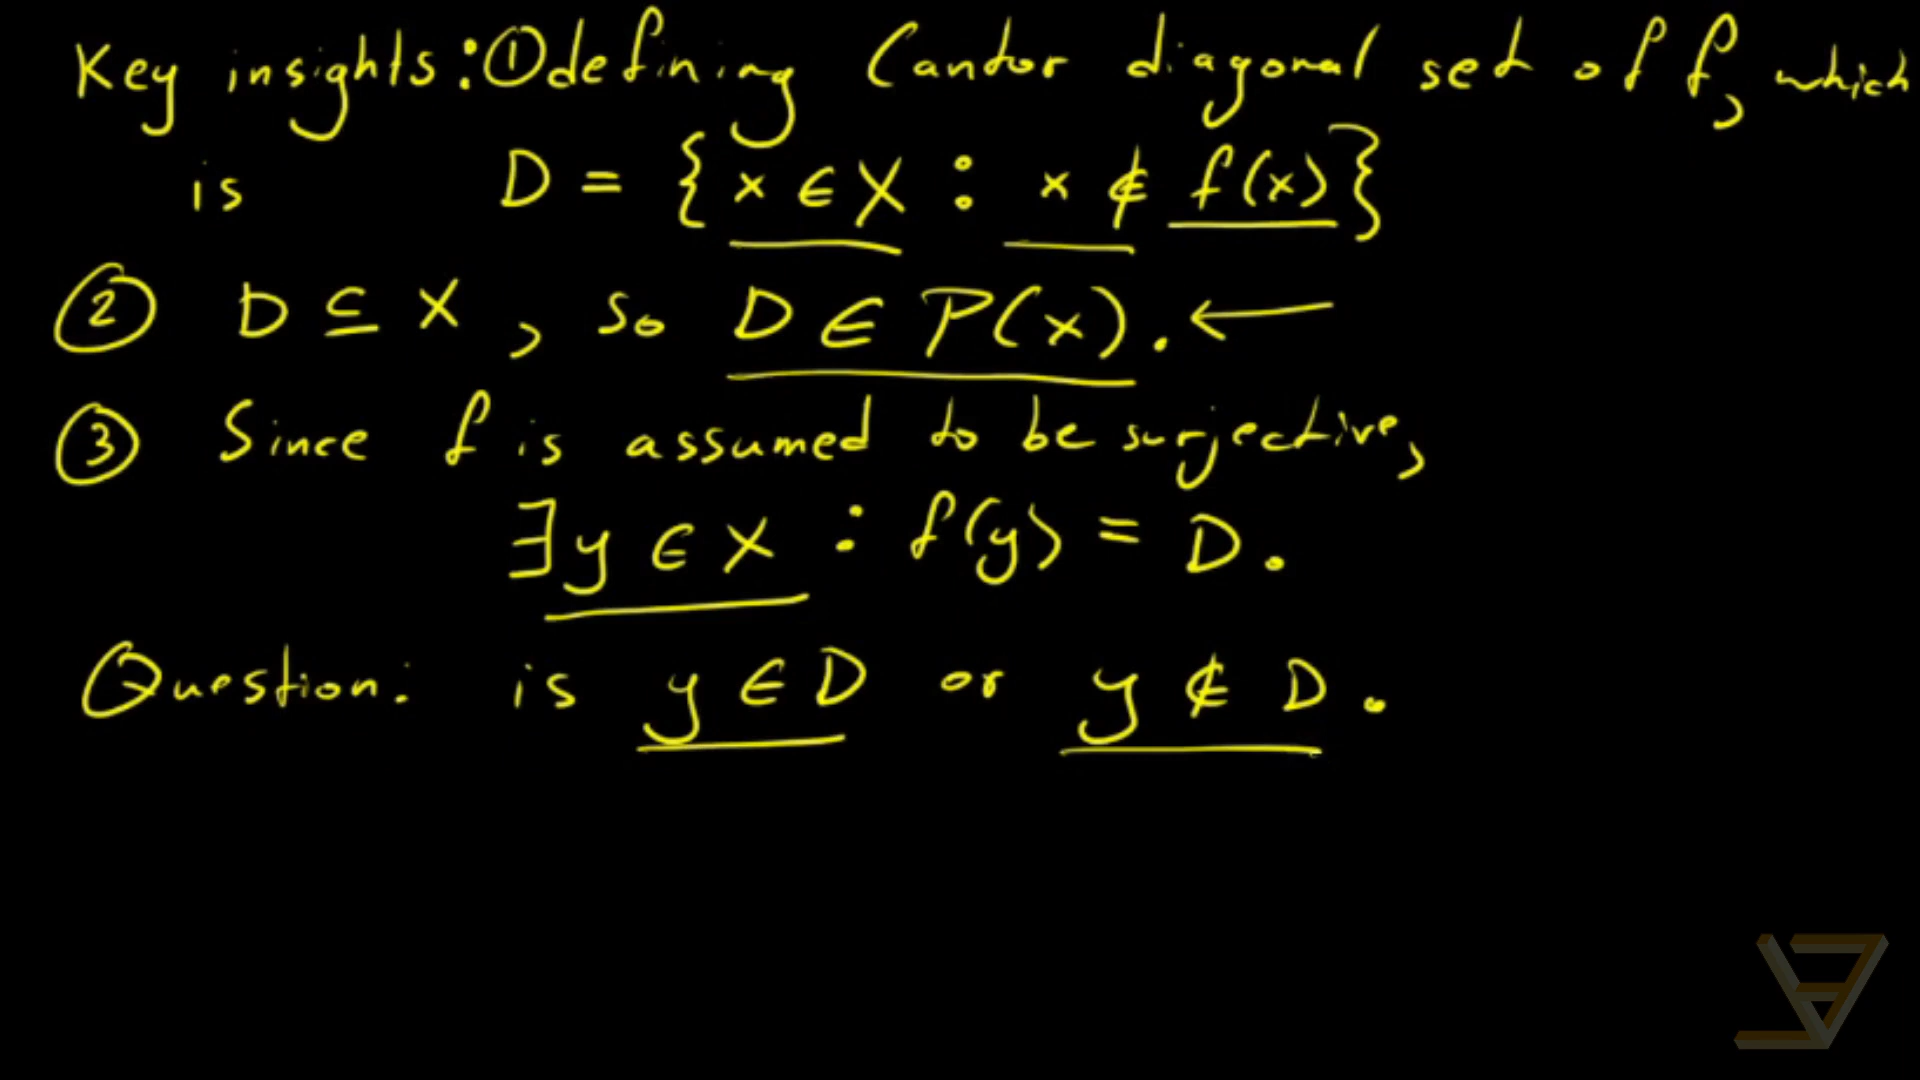 Key insights: ① defining Cantor diagonal set of f, which
is D = {x ∈ X : x ∉ f(x)}
② D ⊆ X, so D ∈ P(X). ←
③ Since f is assumed to be surjective,
∃y ∈ X : f(y) = D.
Question: is y ∈ D or y ∉ D.